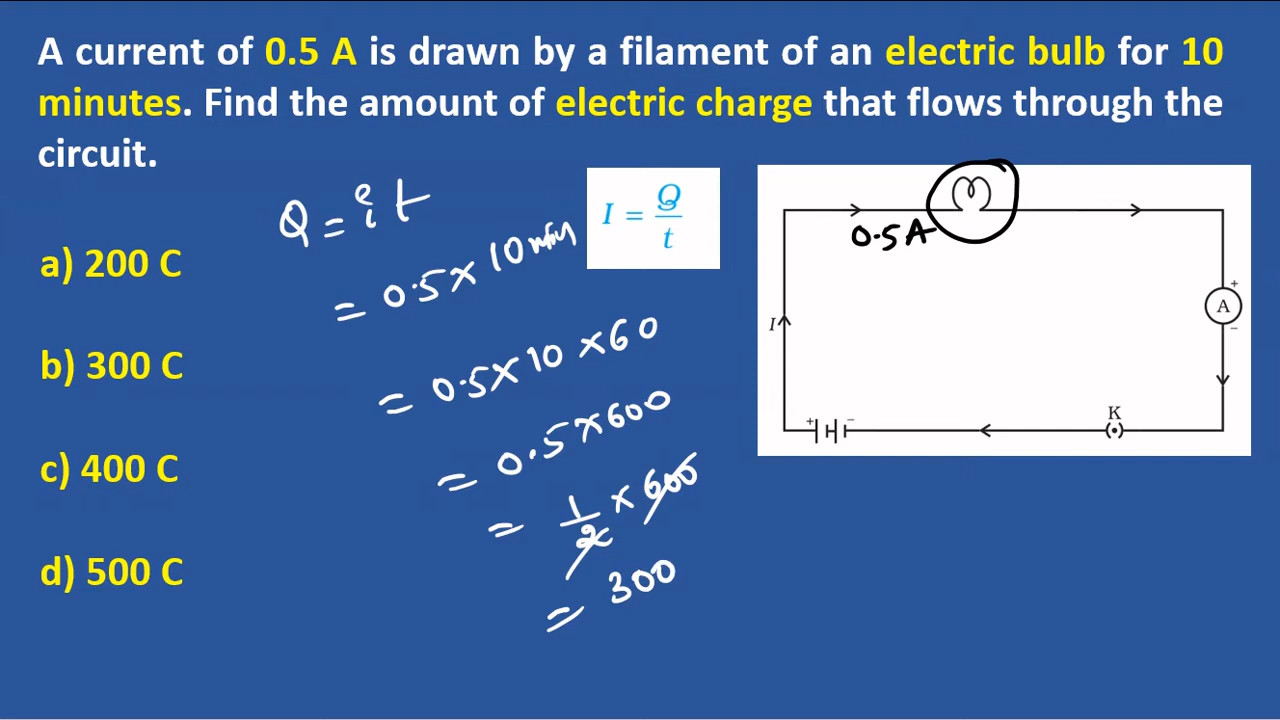 A current of 0.5 A is drawn by a filament of an electric bulb for 10
minutes. Find the amount of electric charge that flows through the
circuit.
Q = i t
= 0.5 × 10 min
= 0.5 × 10 × 60
= 0.5 × 600
= 1/2 × 600
= 300
I = Q/t
a) 200 C
b) 300 C
c) 400 C
d) 500 C
0.5 A
I
+
A
−
K
+
−